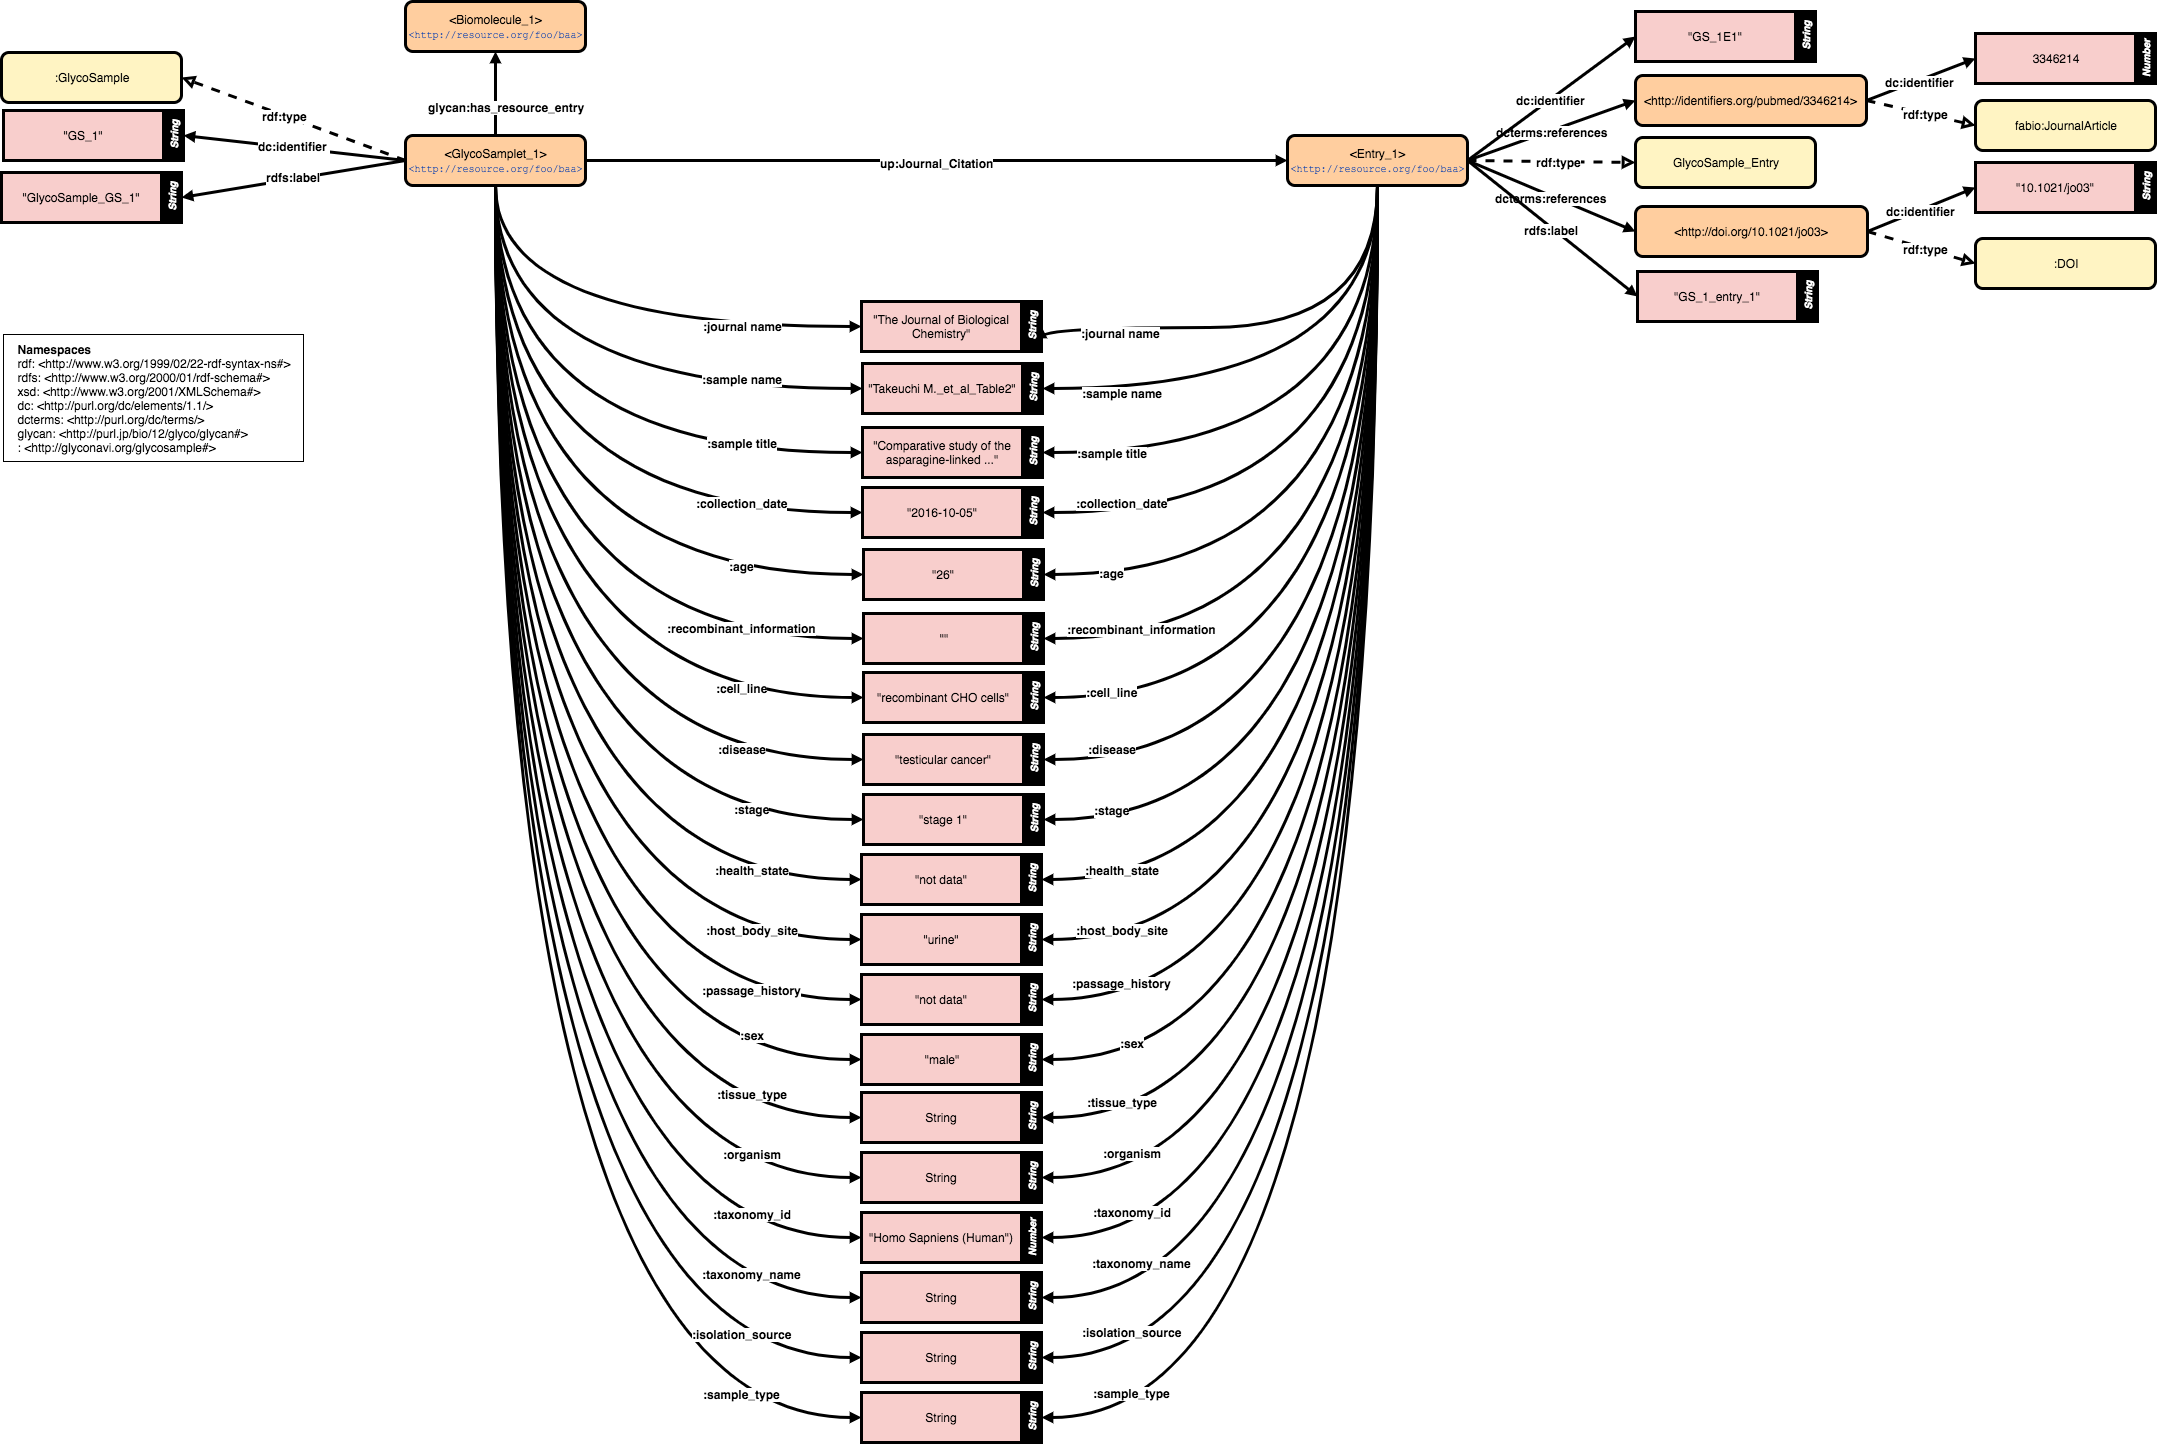 <Biomolecule_1>
<http://resource.org/foo/baa>
glycan:has_resource_entry
:GlycoSample
rdf:type
"GS_1"
String
dc:identifier
"GlycoSample_GS_1"
String
rdfs:label
<GlycoSamplet_1>
<http://resource.org/foo/baa>
up:Journal_Citation
<Entry_1>
<http://resource.org/foo/baa>
"GS_1E1"
String
dc:identifier
<http://identifiers.org/pubmed/3346214>
dcterms:references
GlycoSample_Entry
rdf:type
<http://doi.org/10.1021/jo03>
dcterms:references
"GS_1_entry_1"
String
rdfs:label
3346214
Number
dc:identifier
fabio:JournalArticle
rdf:type
"10.1021/jo03"
String
dc:identifier
:DOI
rdf:type
Namespaces
rdf: <http://www.w3.org/1999/02/22-rdf-syntax-ns#>
rdfs: <http://www.w3.org/2000/01/rdf-schema#>
xsd: <http://www.w3.org/2001/XMLSchema#>
dc: <http://purl.org/dc/elements/1.1/>
dcterms: <http://purl.org/dc/terms/>
glycan: <http://purl.jp/bio/12/glyco/glycan#>
: <http://glyconavi.org/glycosample#>
:journal name
"The Journal of Biological
Chemistry"
String
:journal name
:sample name
"Takeuchi M._et_al_Table2"
String
:sample name
:sample title
"Comparative study of the
asparagine-linked ..."
String
:sample title
:collection_date
"2016-10-05"
String
:collection_date
:age
"26"
String
:age
:recombinant_information
""
String
:recombinant_information
:cell_line
"recombinant CHO cells"
String
:cell_line
:disease
"testicular cancer"
String
:disease
:stage
"stage 1"
String
:stage
:health_state
"not data"
String
:health_state
:host_body_site
"urine"
String
:host_body_site
:passage_history
"not data"
String
:passage_history
:sex
"male"
String
:sex
:tissue_type
String
String
:tissue_type
:organism
String
String
:organism
:taxonomy_id
"Homo Sapniens (Human")
Number
:taxonomy_id
:taxonomy_name
String
String
:taxonomy_name
:isolation_source
String
String
:isolation_source
:sample_type
String
String
:sample_type